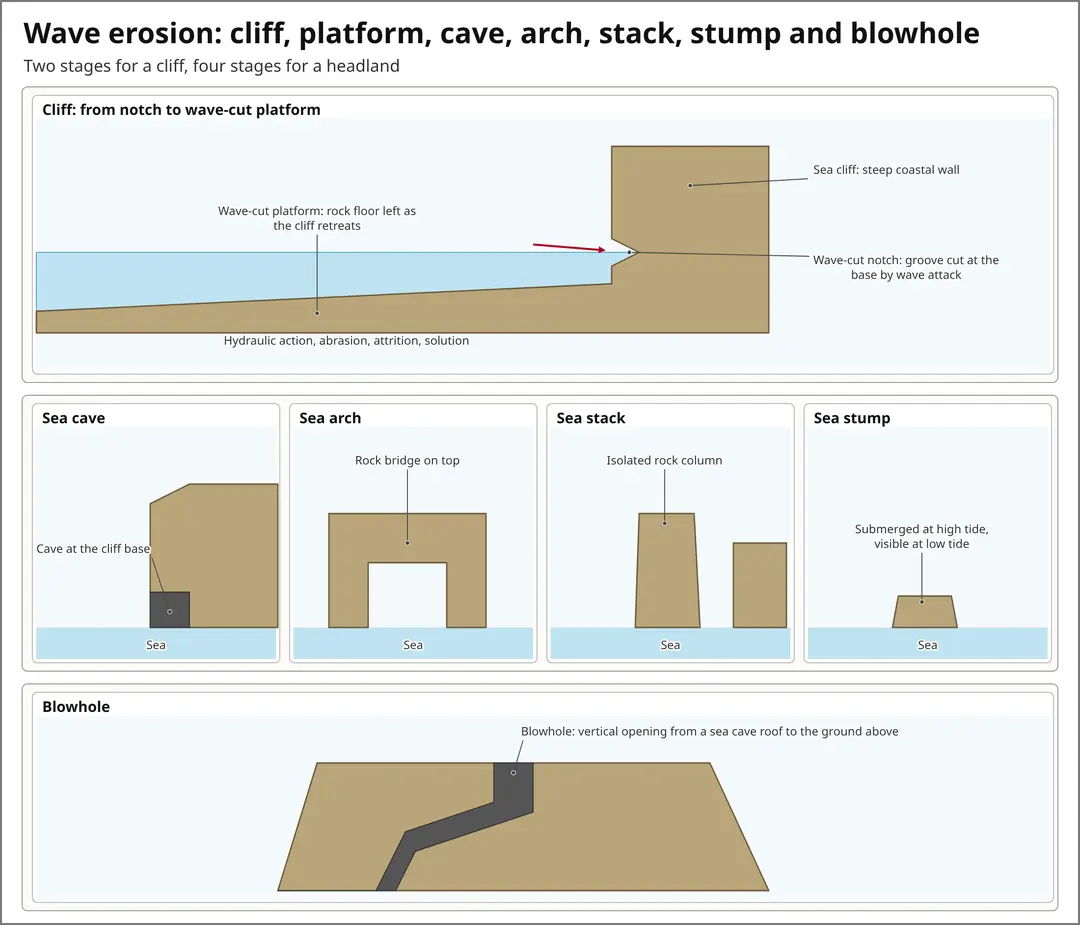 Wave erosion: cliff, platform, cave, arch, stack, stump and blowhole
Two stages for a cliff, four stages for a headland
Cliff: from notch to wave-cut platform
Sea cliff: steep coastal wall
Wave-cut platform: rock floor left as
the cliff retreats
Wave-cut notch: groove cut at the
base by wave attack
Hydraulic action, abrasion, attrition, solution
Sea cave
Cave at the cliff base
Sea
Sea arch
Rock bridge on top
Sea
Sea stack
Isolated rock column
Sea
Sea stump
Submerged at high tide,
visible at low tide
Sea
Blowhole
Blowhole: vertical opening from a sea cave roof to the ground above